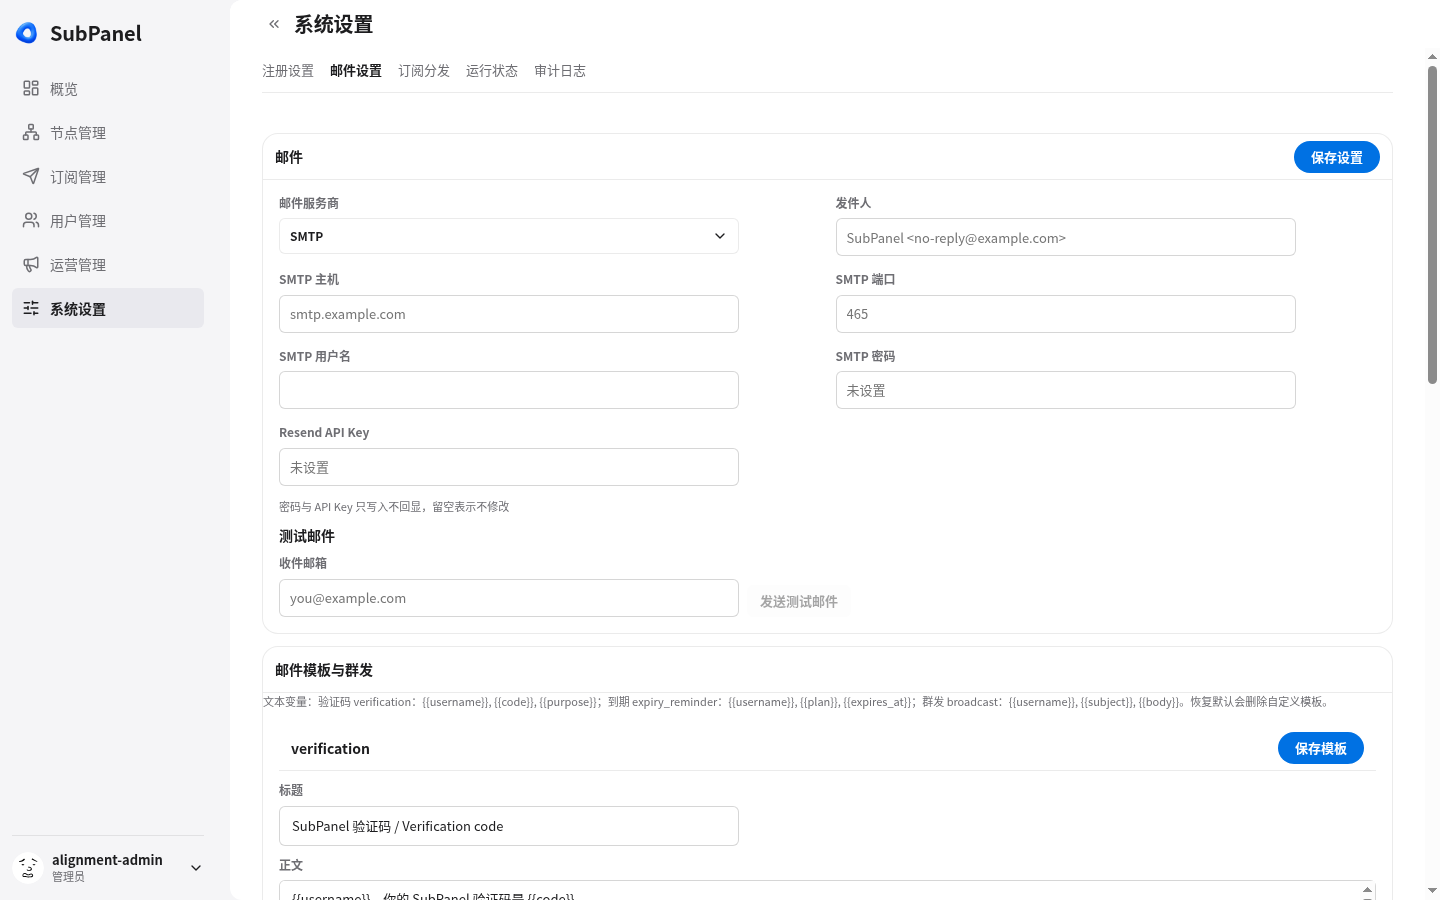 SubPanel
概览
节点管理
订阅管理
用户管理
运营管理
系统设置
alignment-admin
管理员
系统设置
注册设置 邮件设置 订阅分发 运行状态 审计日志
邮件 保存设置
邮件服务商 发件人
SMTP SubPanel <no-reply@example.com>
SMTP 主机 SMTP 端口
smtp.example.com 465
SMTP 用户名 SMTP 密码
未设置
Resend API Key
未设置
密码与 API Key 只写入不回显，留空表示不修改
测试邮件
收件邮箱
you@example.com 发送测试邮件
邮件模板与群发
文本变量：验证码 verification：{{username}}, {{code}}, {{purpose}}；到期 expiry_reminder：{{username}}, {{plan}}, {{expires_at}}；群发 broadcast：{{username}}, {{subject}}, {{body}}。恢复默认会删除自定义模板。
verification 保存模板
标题
SubPanel 验证码 / Verification code
正文
{{username}}，你的 SubPanel 验证码是 {{code}}